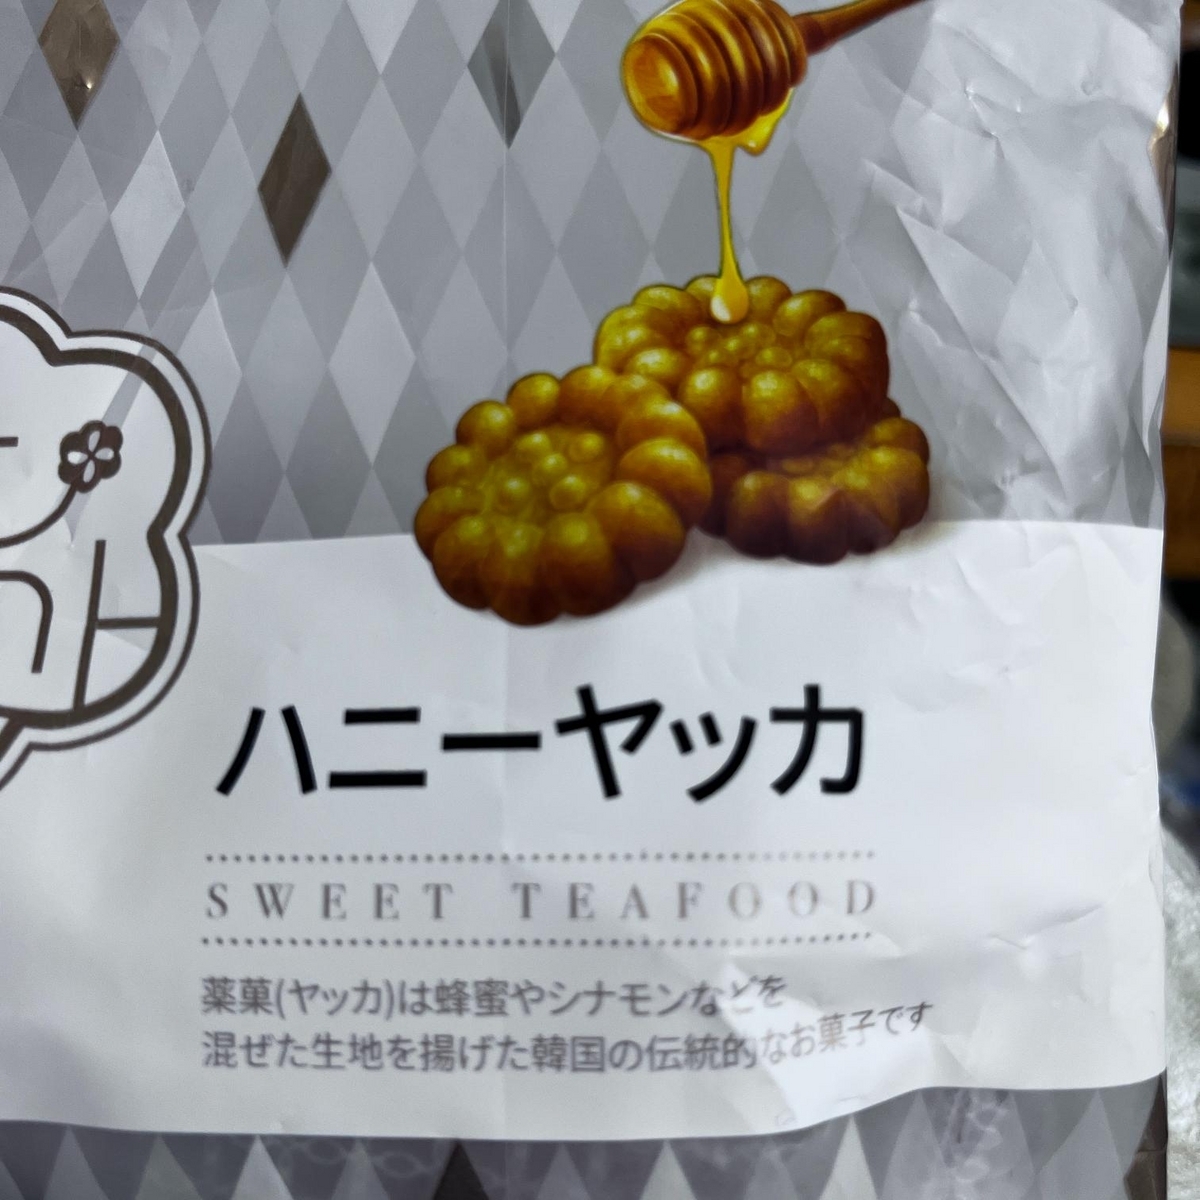 ハニーヤッカ
SWEET TEAFOOD
薬菓(ヤッカ)は蜂蜜やシナモンなどを
混ぜた生地を揚げた韓国の伝統的なお菓子です